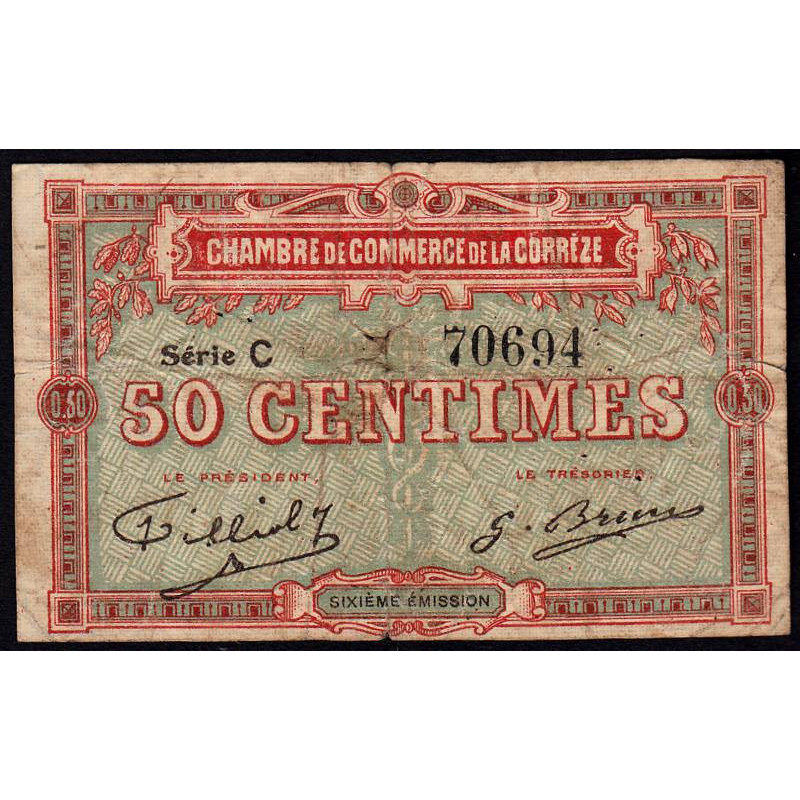 CHAMBRE DE COMMERCE DE LA CORRÈZE
Série C 70694
0.50 50 CENTIMES 0.50
LE PRÉSIDENT, LE TRÉSORIER,
G. Brun
SIXIÈME ÉMISSION